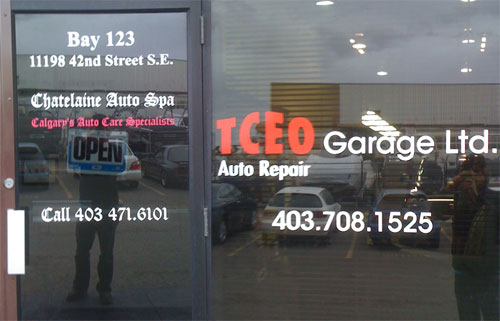 Bay 123
11198 42nd Street S.E.
Chatelaine Auto Spa
Calgary's Auto Care Specialists
OPEN
Call 403 471.6101
TCEO Garage Ltd.
Auto Repair
403.708.1525